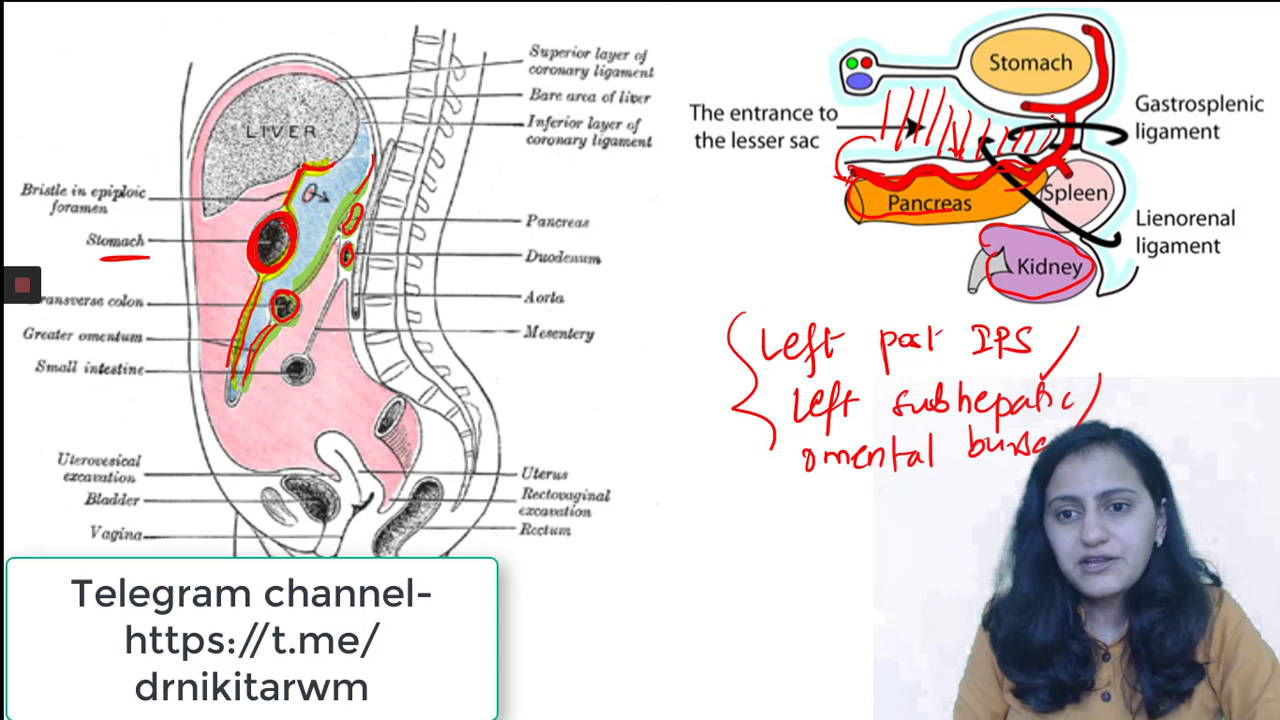 Superior layer of
coronary ligament
Bare area of liver
Inferior layer of
coronary ligament
LIVER
Bristle in epiploic
foramen
Stomach
Pancreas
Duodenum
Transverse colon
Aorta
Greater omentum
Mesentery
Small intestine
Uterovesical
excavation
Bladder
Vagina
Uterus
Rectovaginal
excavation
Rectum
Stomach
The entrance to
the lesser sac
Gastrosplenic
ligament
Pancreas
Spleen
Lienorenal
ligament
Kidney
Left post IPS
left subhepatic
omental bursa
Telegram channel-
https://t.me/
drnikitarwm